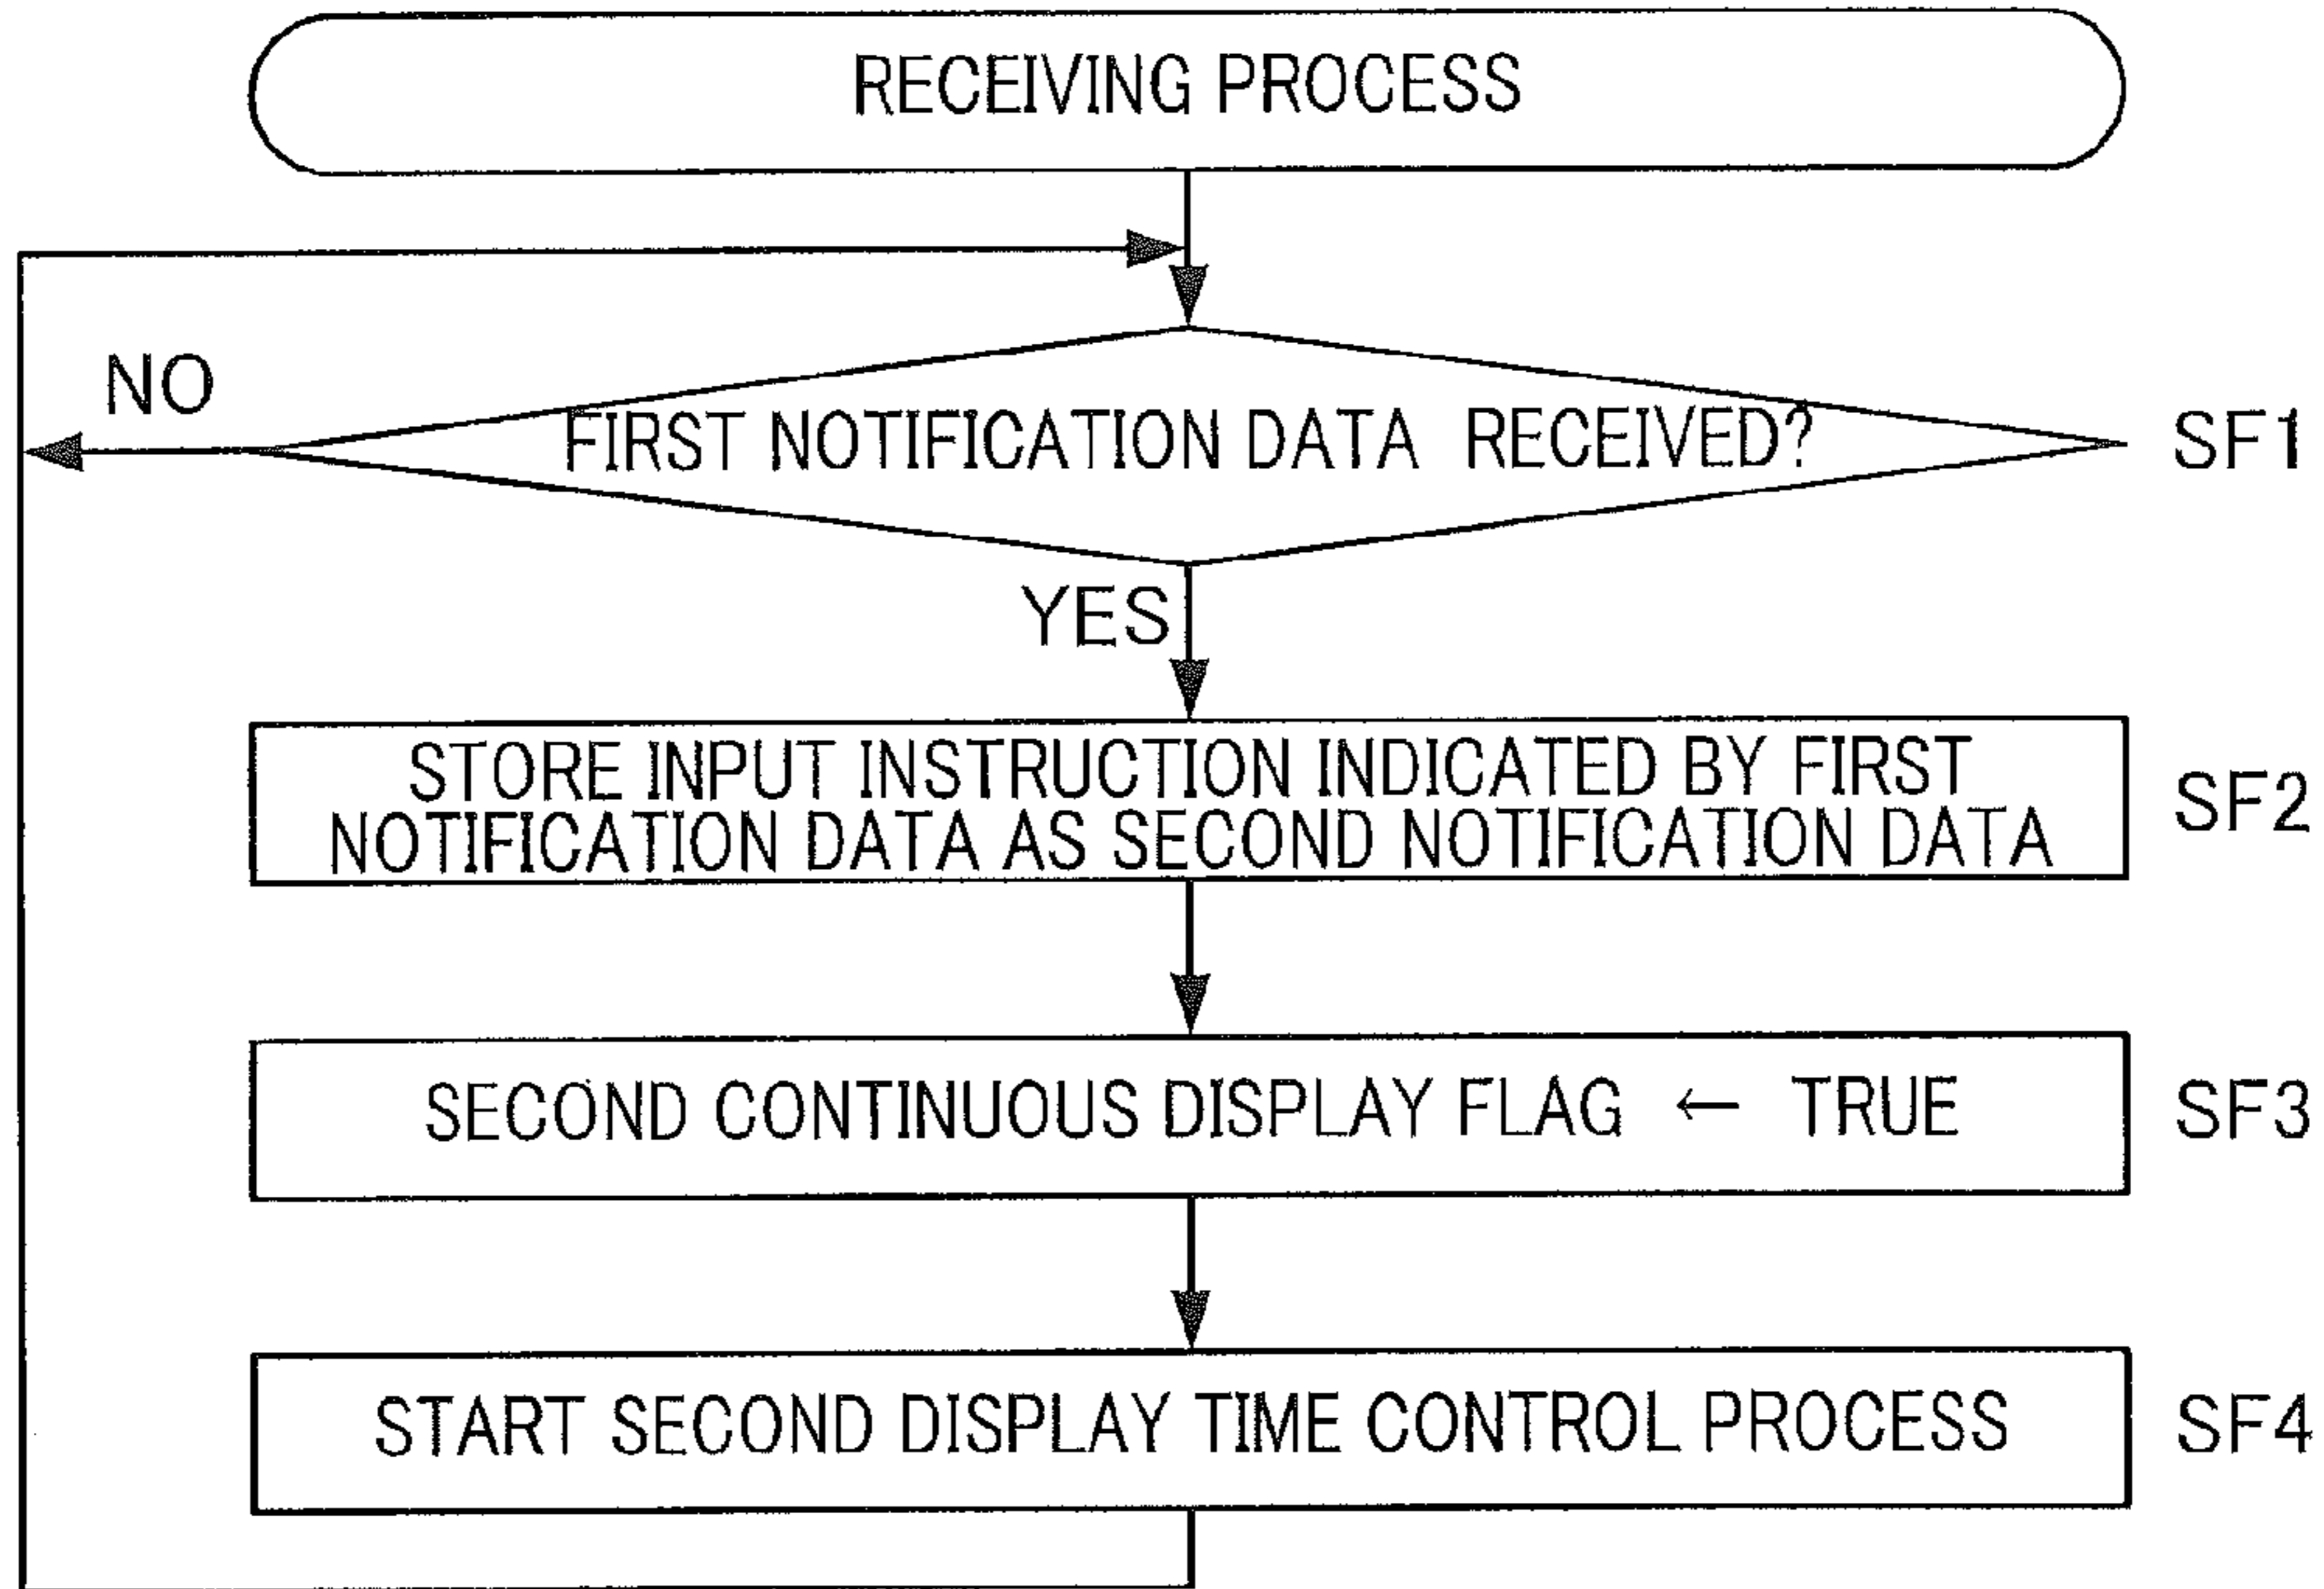 RECEIVING PROCESS
NO
FIRST NOTIFICATION DATA RECEIVED?
SF1
YES
STORE INPUT INSTRUCTION INDICATED BY FIRST
NOTIFICATION DATA AS SECOND NOTIFICATION DATA
SF2
SECOND CONTINUOUS DISPLAY FLAG ← TRUE
SF3
START SECOND DISPLAY TIME CONTROL PROCESS
SF4